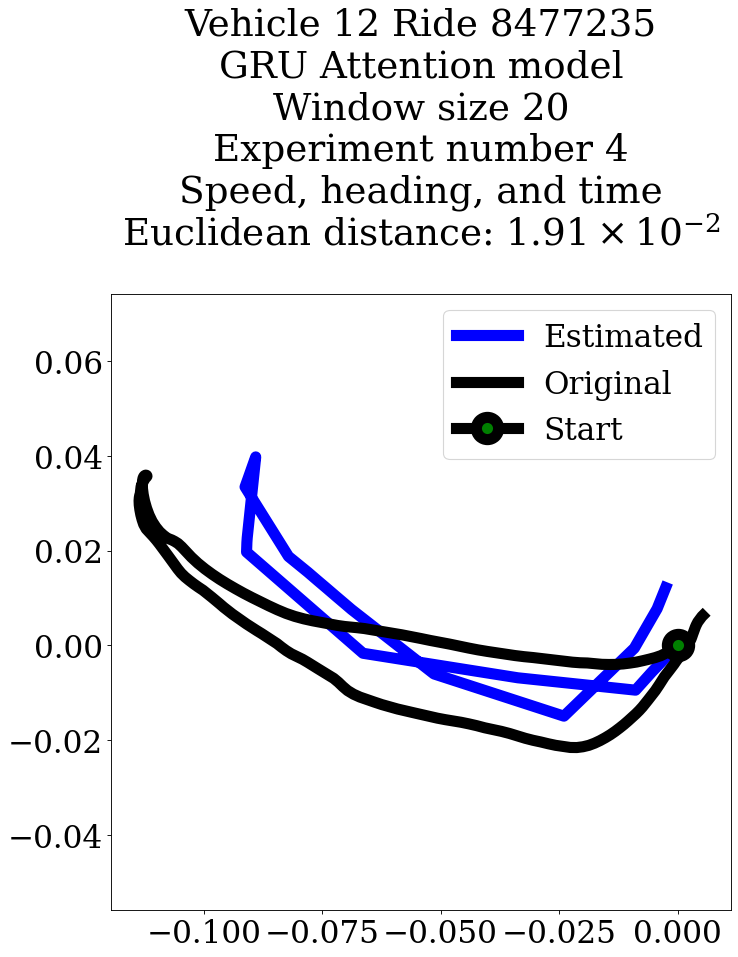 Vehicle 12 Ride 8477235
GRU Attention model
Window size 20
Experiment number 4
Speed, heading, and time
Euclidean distance: 1.91 × 10⁻²
Estimated
Original
Start
0.06
0.04
0.02
0.00
−0.02
−0.04
−0.100 −0.075 −0.050 −0.025 0.000